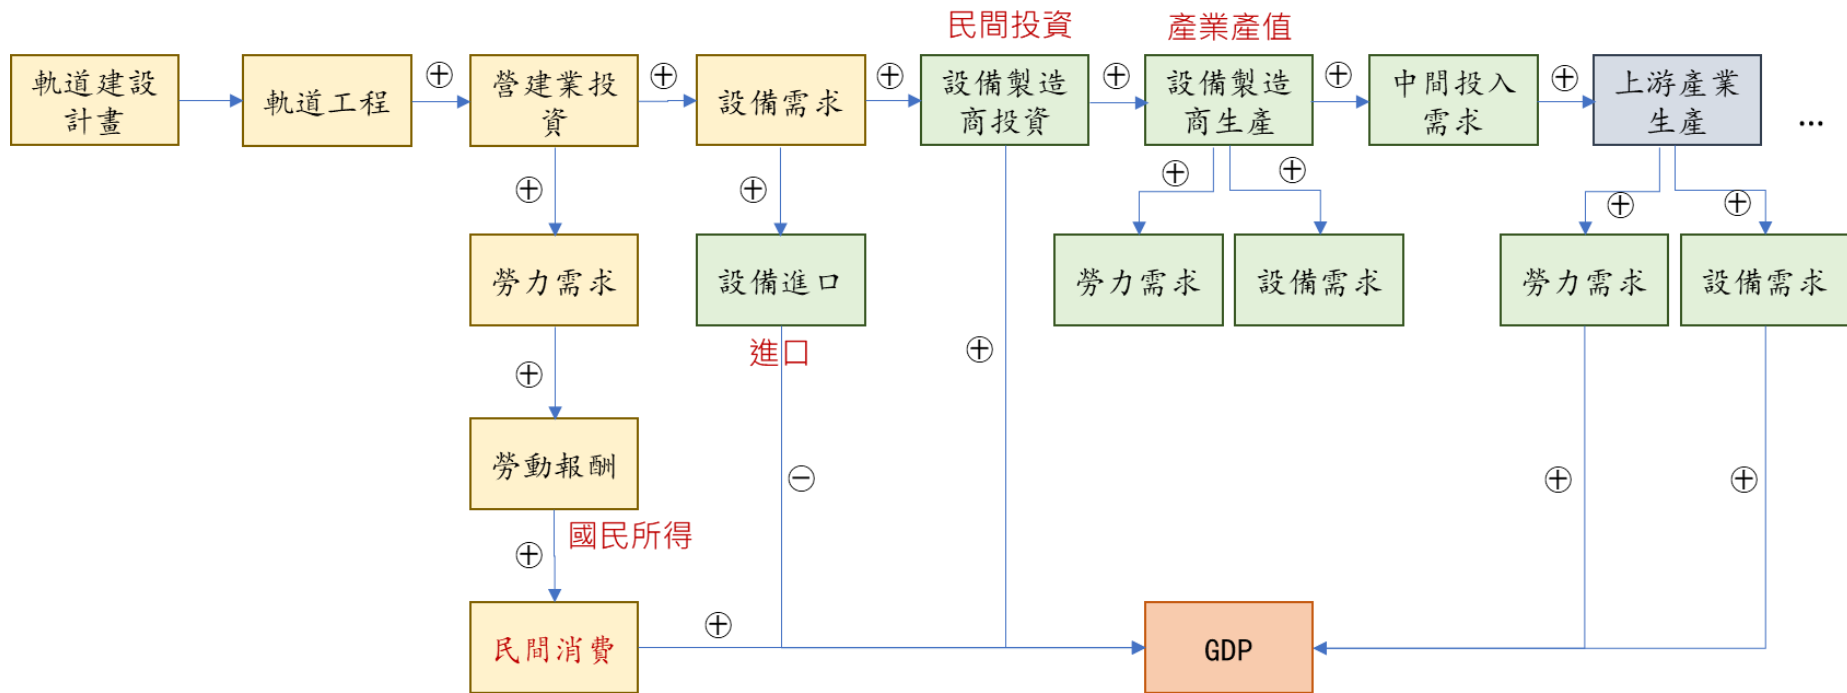 民間投資
產業產值
軌道建設
計畫
軌道工程
⊕
營建業投
資
⊕
設備需求
⊕
設備製造
商投資
⊕
設備製造
商生產
⊕
中間投入
需求
⊕
上游產業
生產
...
⊕
⊕
⊕
⊕
⊕
⊕
勞力需求
設備進口
勞力需求
設備需求
勞力需求
設備需求
進口
⊕
⊕
勞動報酬
⊖
⊕
⊕
國民所得
⊕
民間消費
⊕
GDP